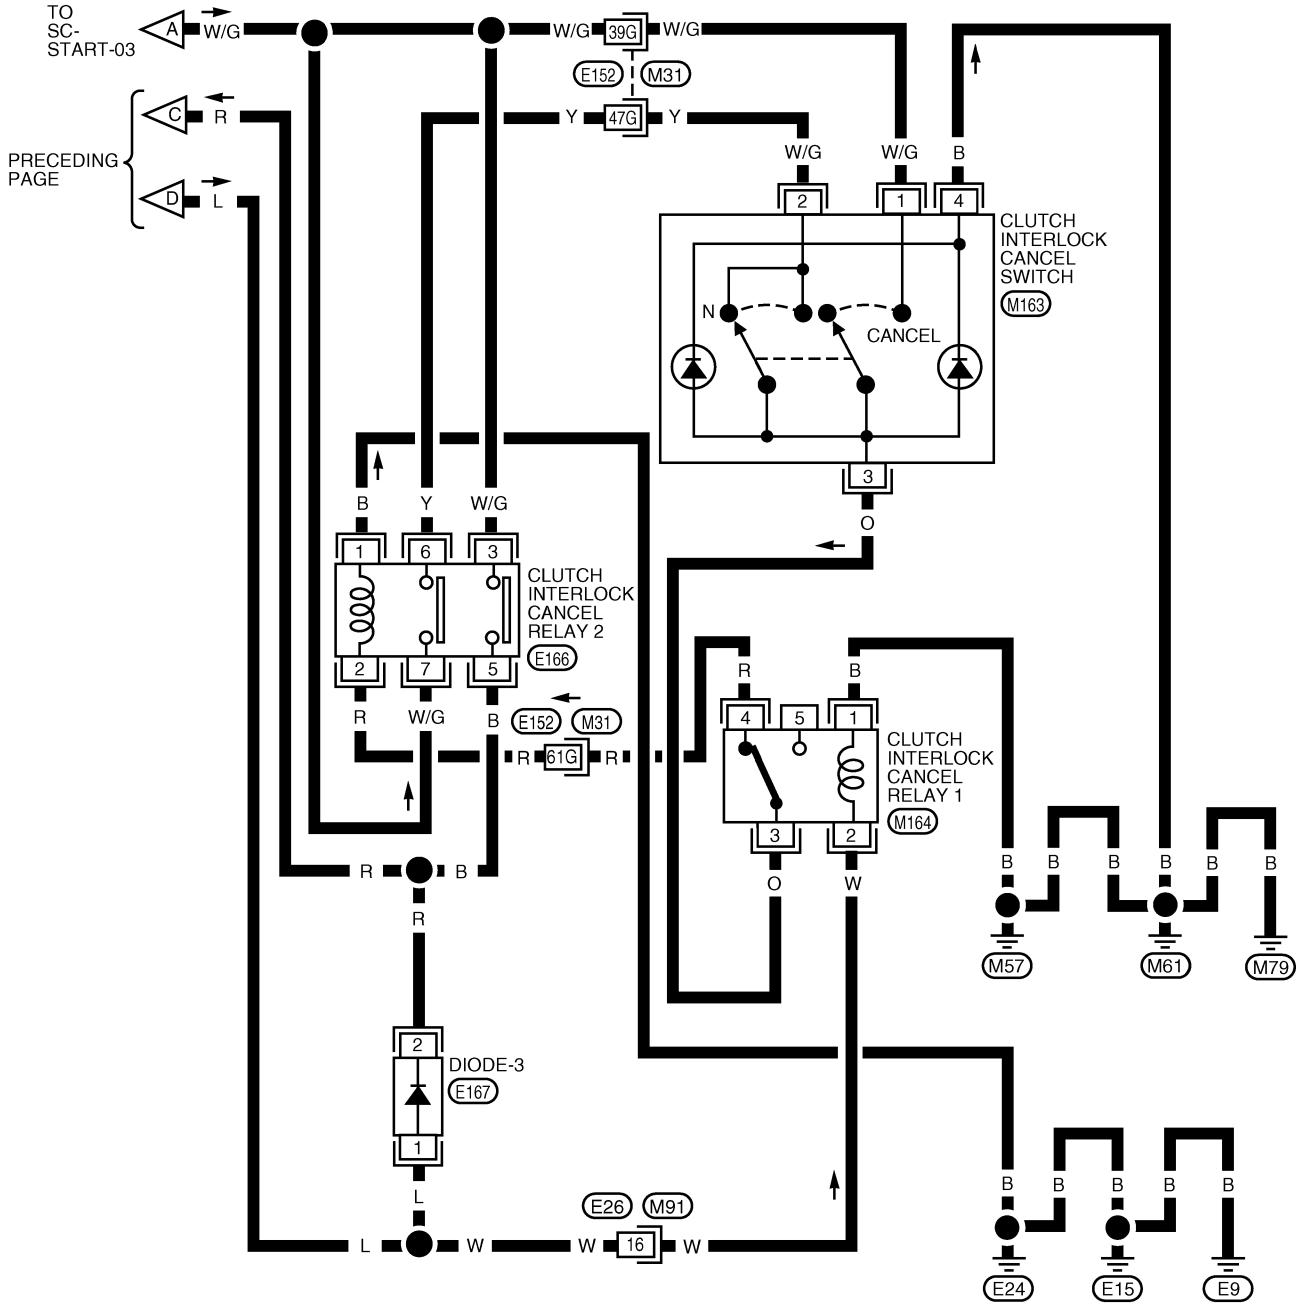 TO
SC-
START-03
A
W/G
W/G
39G
W/G
E152
M31
PRECEDING
PAGE
C
R
Y
47G
Y
D
L
W/G
W/G
B
2
1
4
CLUTCH
INTERLOCK
CANCEL
SWITCH
M163
N
CANCEL
3
O
B
Y
W/G
1
6
3
CLUTCH
INTERLOCK
CANCEL
RELAY 2
E166
2
7
5
R
W/G
B
E152
M31
R
61G
R
R
B
4
5
1
CLUTCH
INTERLOCK
CANCEL
RELAY 1
M164
3
2
O
W
R
B
R
B
B
B
B
B
B
M57
M61
M79
2
DIODE-3
E167
1
L
L
W
E26
M91
W
16
W
B
B
B
B
B
E24
E15
E9